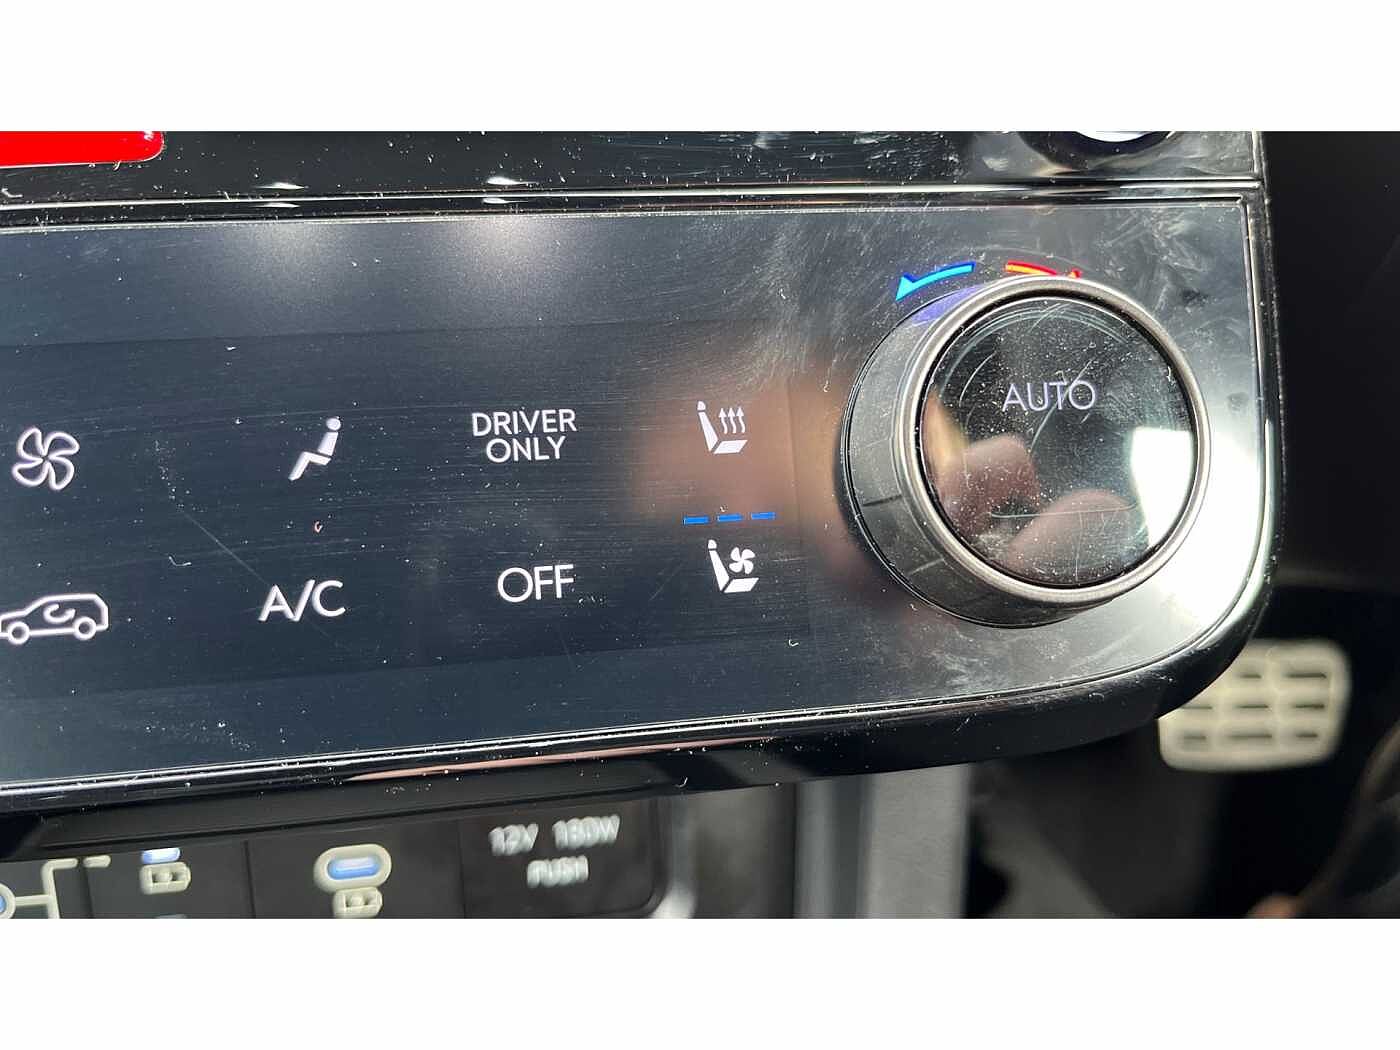 DRIVER
ONLY
AUTO
A/C
OFF
12V 180W
PUSH